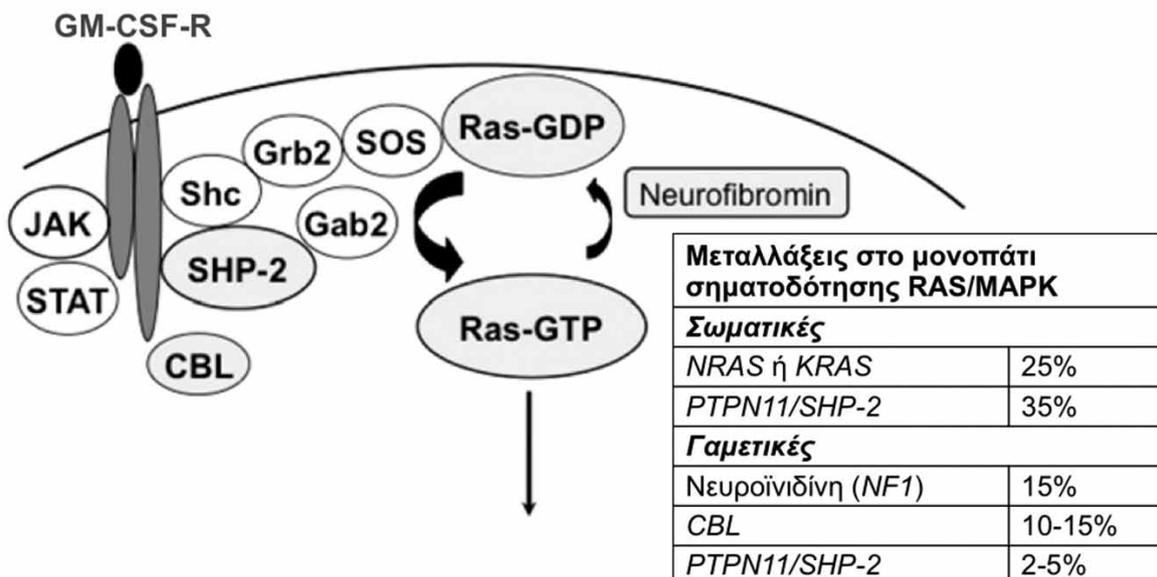 GM-CSF-R
JAK
STAT
Shc
SHP-2
CBL
Grb2
Gab2
SOS
Ras-GDP
Neurofibromin
Ras-GTP
Μεταλλάξεις στο μονοπάτι
σηματοδότησης RAS/MAPK
Σωματικές
NRAS ή KRAS 25%
PTPN11/SHP-2 35%
Γαμετικές
Νευροϊνιδίνη (NF1) 15%
CBL 10-15%
PTPN11/SHP-2 2-5%